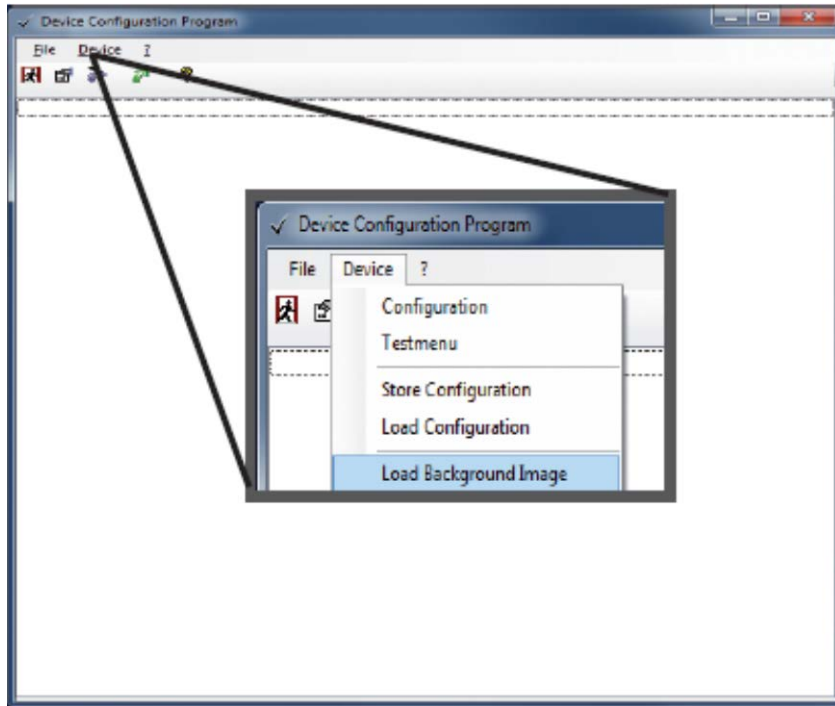 Device Configuration Program
File Device ?
Device Configuration Program
File Device ?
Configuration
Testmenu
Store Configuration
Load Configuration
Load Background Image